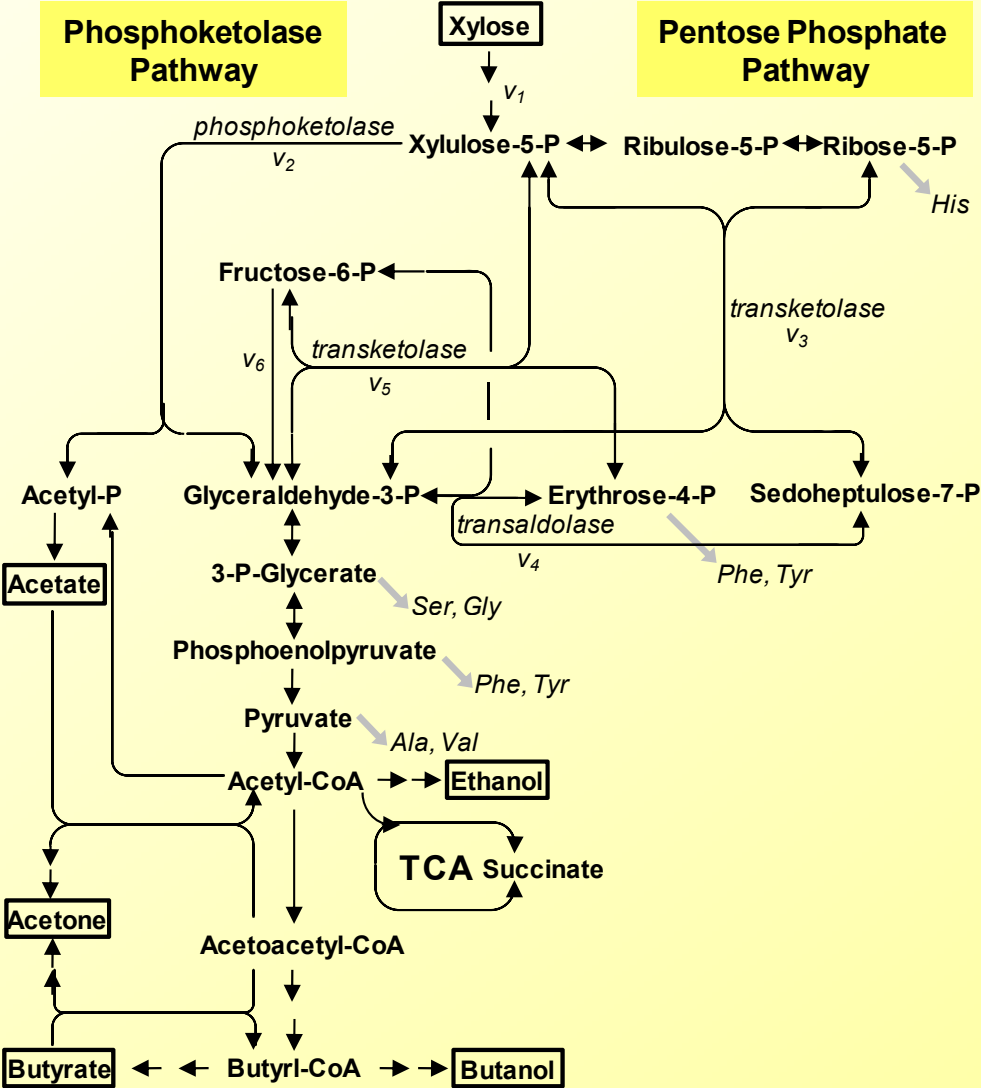 Phosphoketolase
Pathway
Xylose
Pentose Phosphate
Pathway
v1
phosphoketolase
v2
Xylulose-5-P
Ribulose-5-P
Ribose-5-P
His
Fructose-6-P
transketolase
v3
v6
transketolase
v5
Acetyl-P
Glyceraldehyde-3-P
Erythrose-4-P
Sedoheptulose-7-P
transaldolase
v4
Phe, Tyr
Acetate
3-P-Glycerate
Ser, Gly
Phosphoenolpyruvate
Phe, Tyr
Pyruvate
Ala, Val
Acetyl-CoA
Ethanol
TCA
Succinate
Acetone
Acetoacetyl-CoA
Butyrate
Butyrl-CoA
Butanol